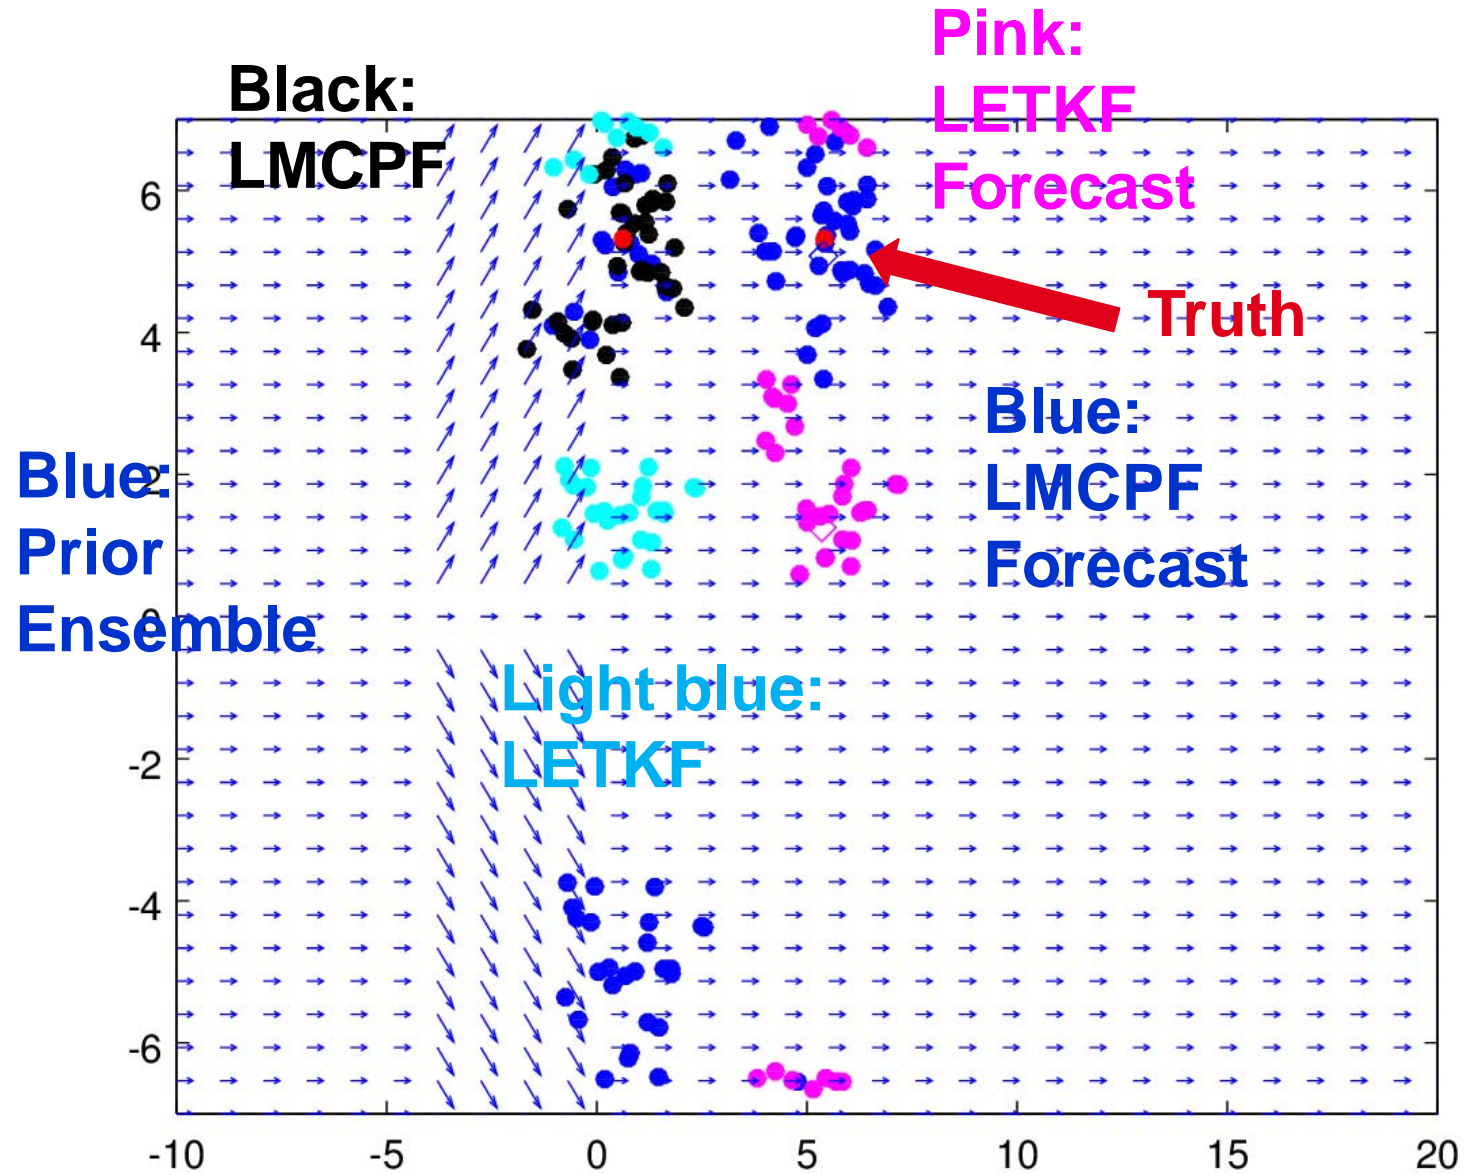 Pink:
LETKF
Forecast
Black:
LMCPF
Truth
Blue:
LMCPF
Forecast
Blue:
Prior
Ensemble
Light blue:
LETKF
6
4
2
0
-2
-4
-6
-10 -5 0 5 10 15 20